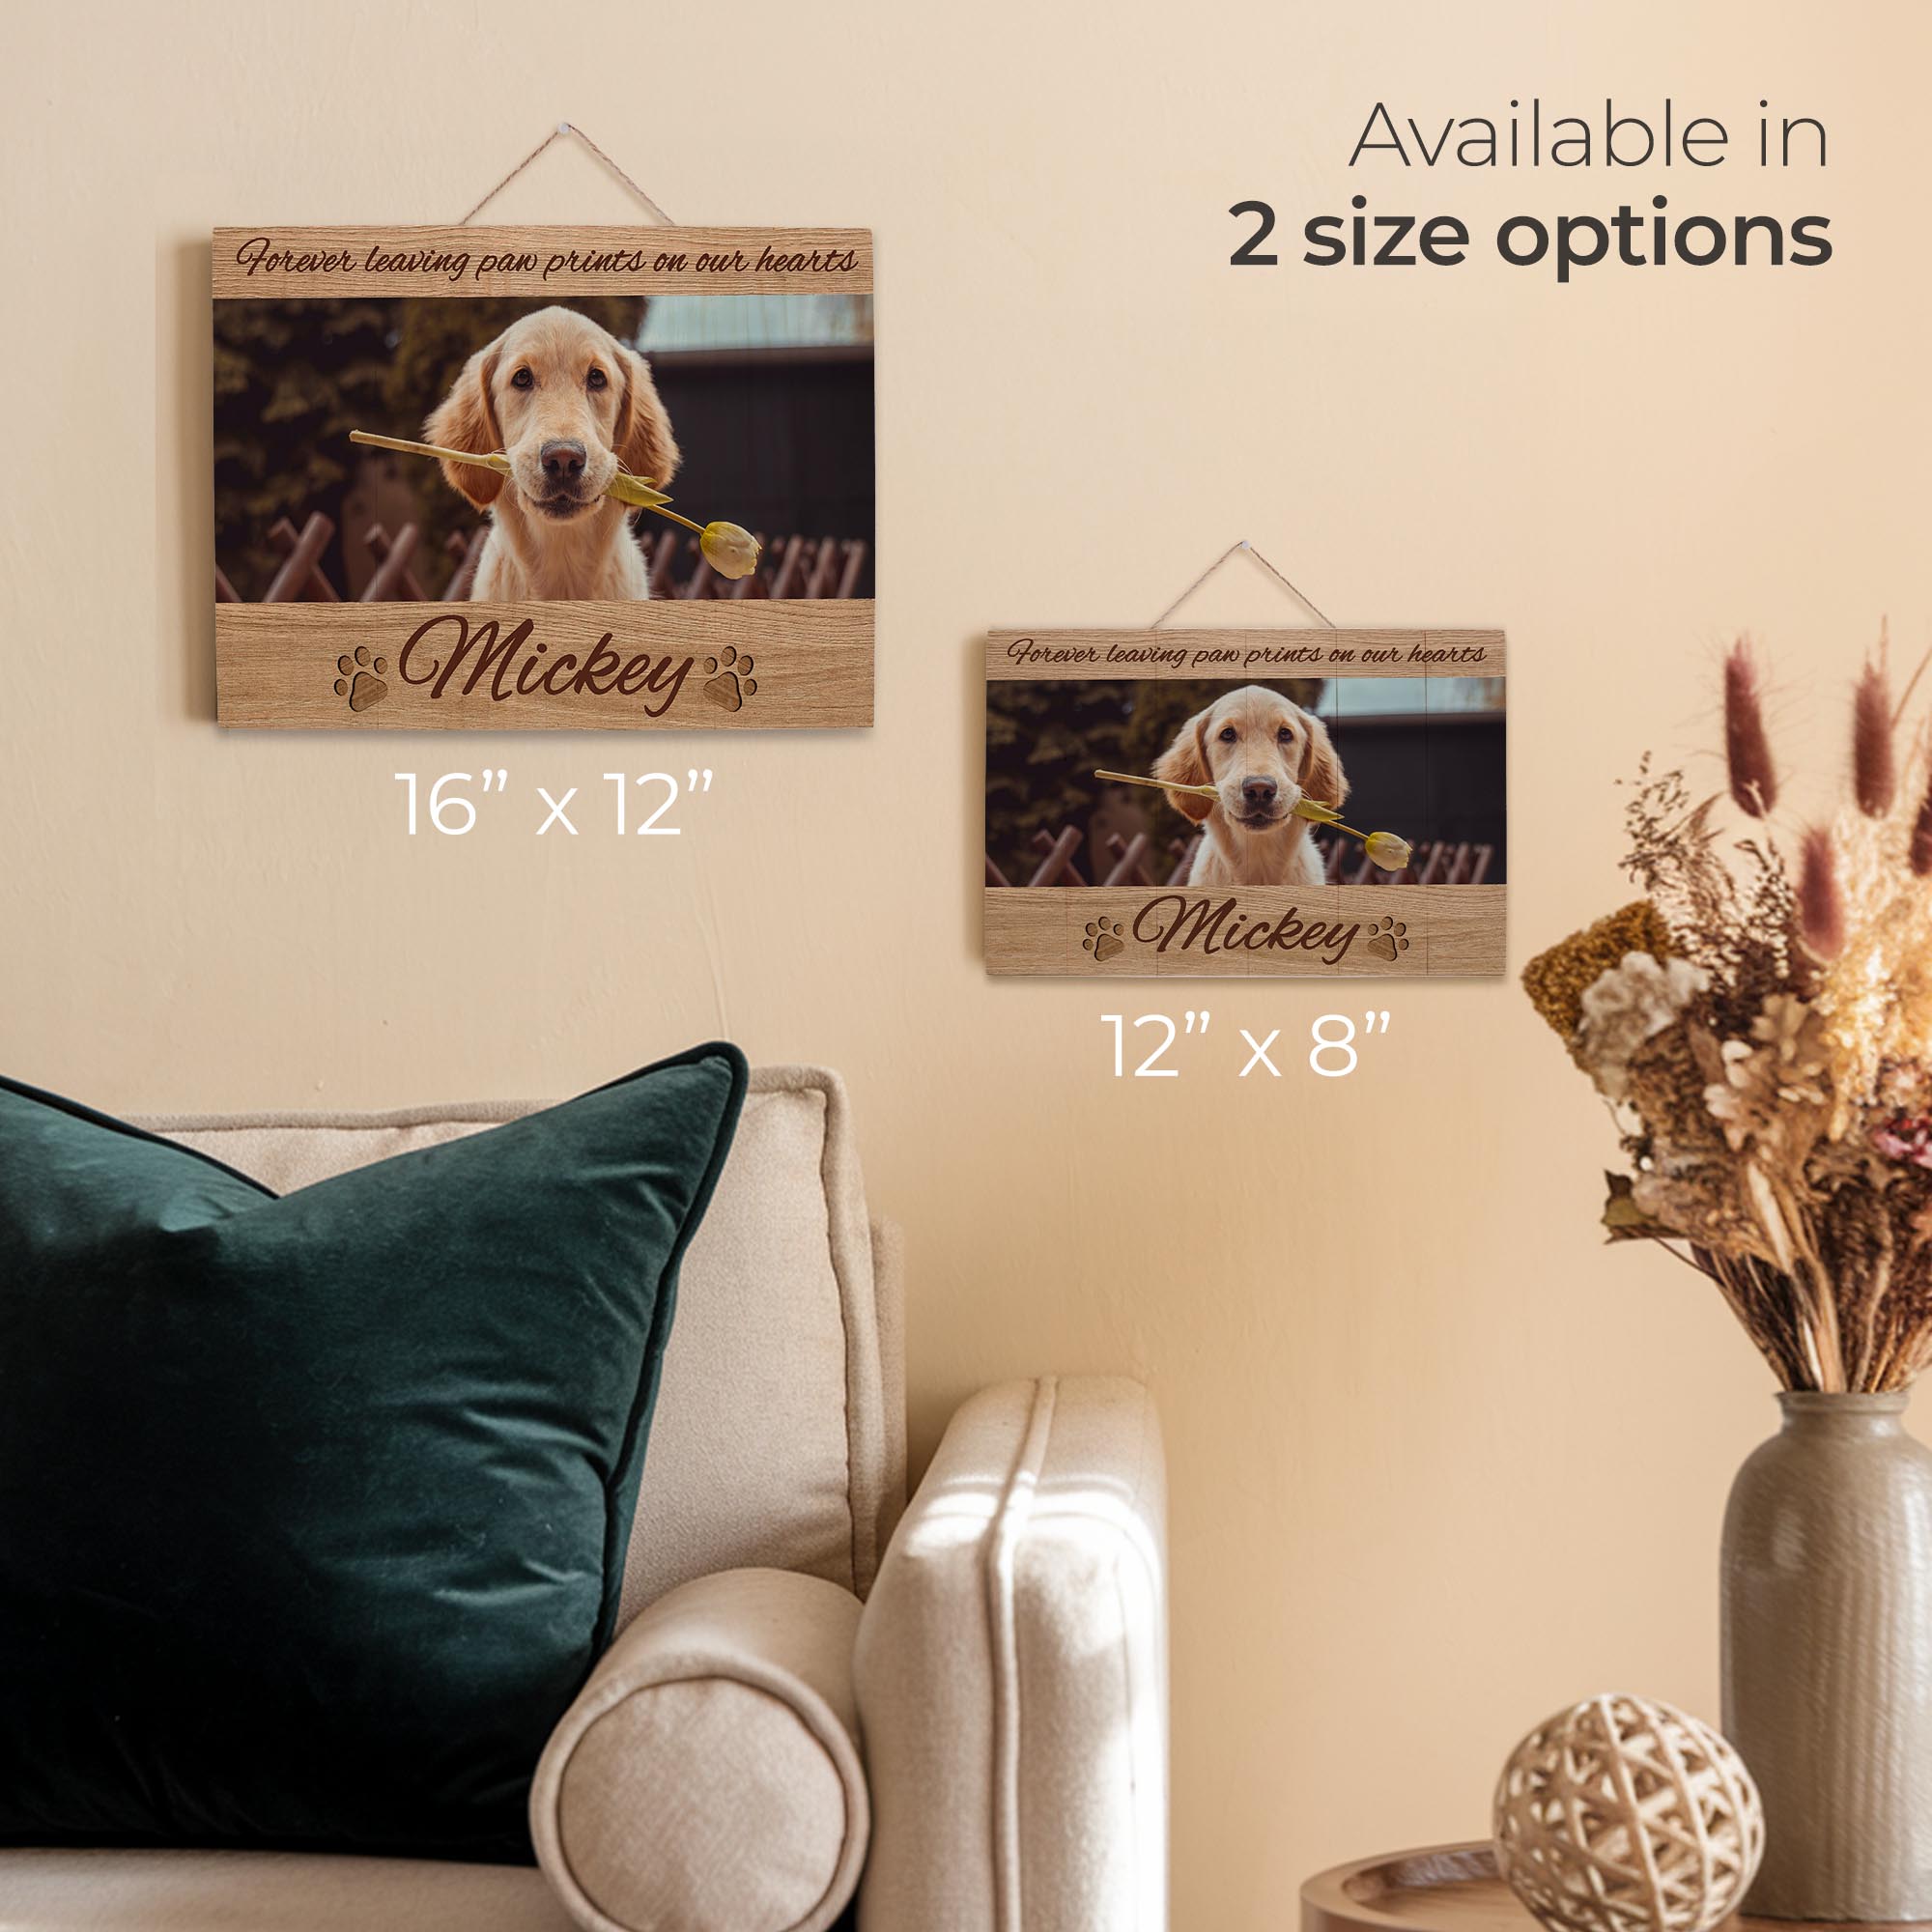 Available in
2 size options
Forever leaving paw prints on our hearts
Mickey
16” x 12”
Forever leaving paw prints on our hearts
Mickey
12” x 8”